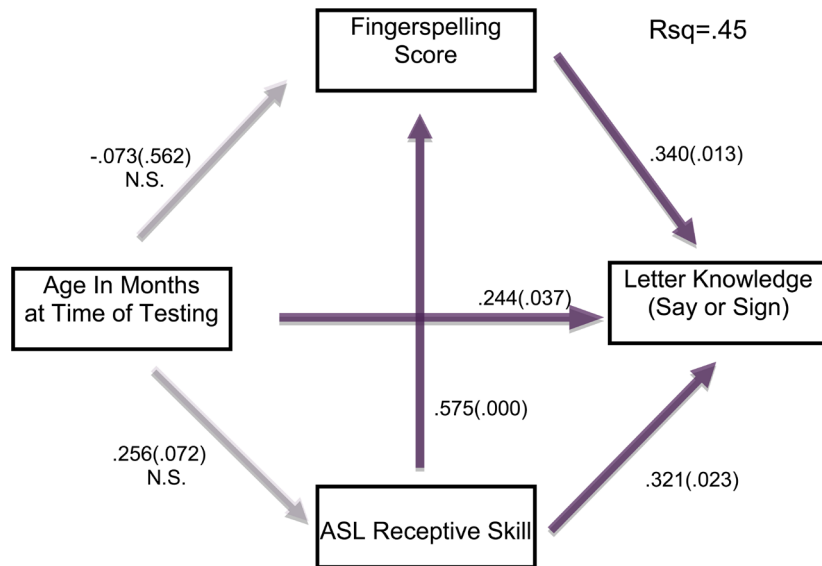 Fingerspelling
Score
Rsq=.45
-.073(.562)
N.S.
.340(.013)
Age In Months
at Time of Testing
.244(.037)
Letter Knowledge
(Say or Sign)
.575(.000)
.256(.072)
N.S.
.321(.023)
ASL Receptive Skill